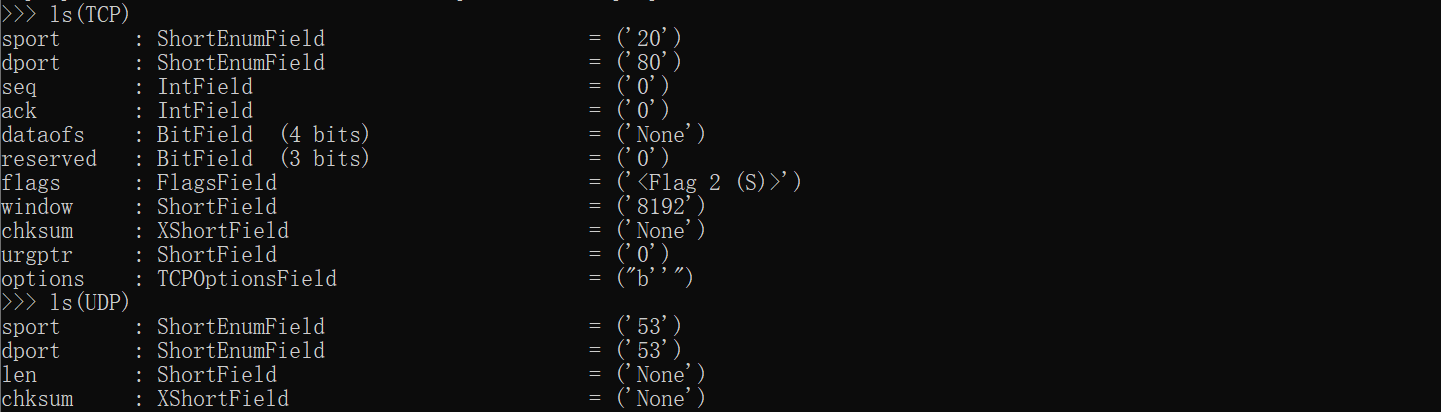 >>> ls(TCP)
sport      : ShortEnumField                      = ('20')
dport      : ShortEnumField                      = ('80')
seq        : IntField                            = ('0')
ack        : IntField                            = ('0')
dataofs    : BitField  (4 bits)                  = ('None')
reserved   : BitField  (3 bits)                  = ('0')
flags      : FlagsField                          = ('<Flag 2 (S)>')
window     : ShortField                          = ('8192')
chksum     : XShortField                         = ('None')
urgptr     : ShortField                          = ('0')
options    : TCPOptionsField                     = ("b''")
>>> ls(UDP)
sport      : ShortEnumField                      = ('53')
dport      : ShortEnumField                      = ('53')
len        : ShortField                          = ('None')
chksum     : XShortField                         = ('None')